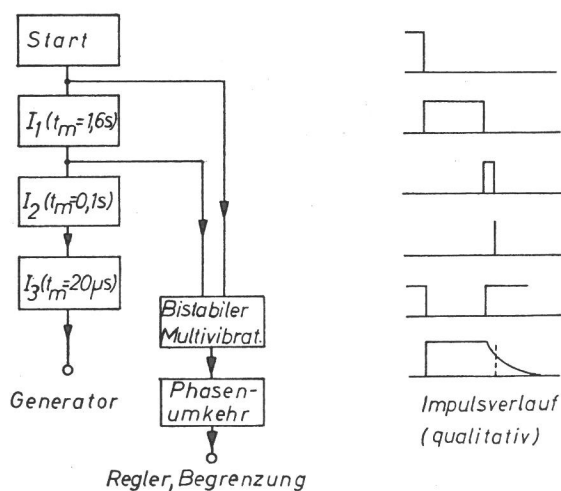 Start
I₁(tₘ=1,6s)
I₂(tₘ=0,1s)
I₃(tₘ=20µs)
Generator
Bistabiler
Multivibrat.
Phasen-
umkehr
Regler, Begrenzung
Impulsverlauf
(qualitativ)